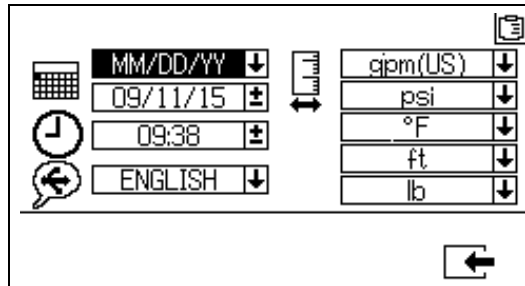 MM/DD/YY
09/11/15
09:38
ENGLISH
gpm(US)
psi
°F
ft
lb